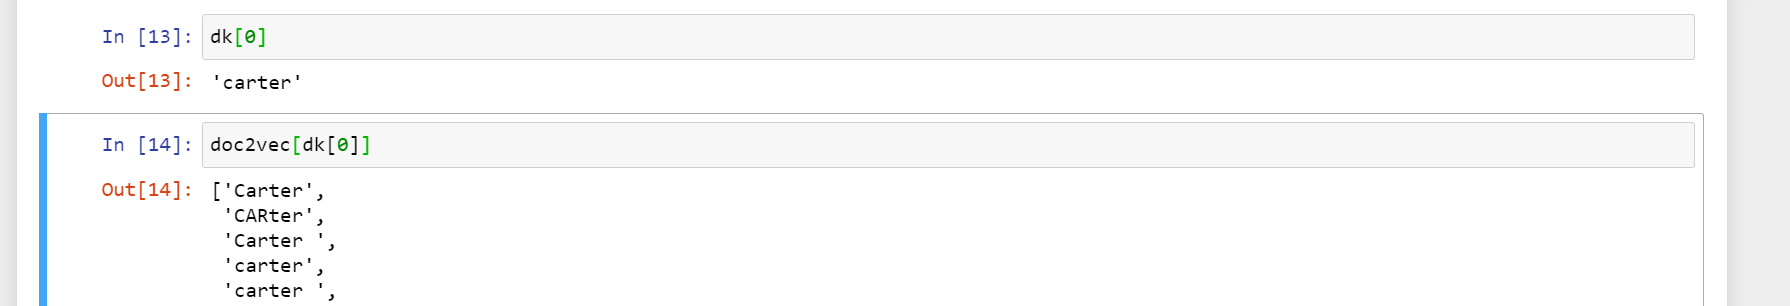 In [13]: dk[0]
Out[13]: 'carter'
In [14]: doc2vec[dk[0]]
Out[14]: ['Carter',
'CARter',
'Carter ',
'carter',
'carter ',